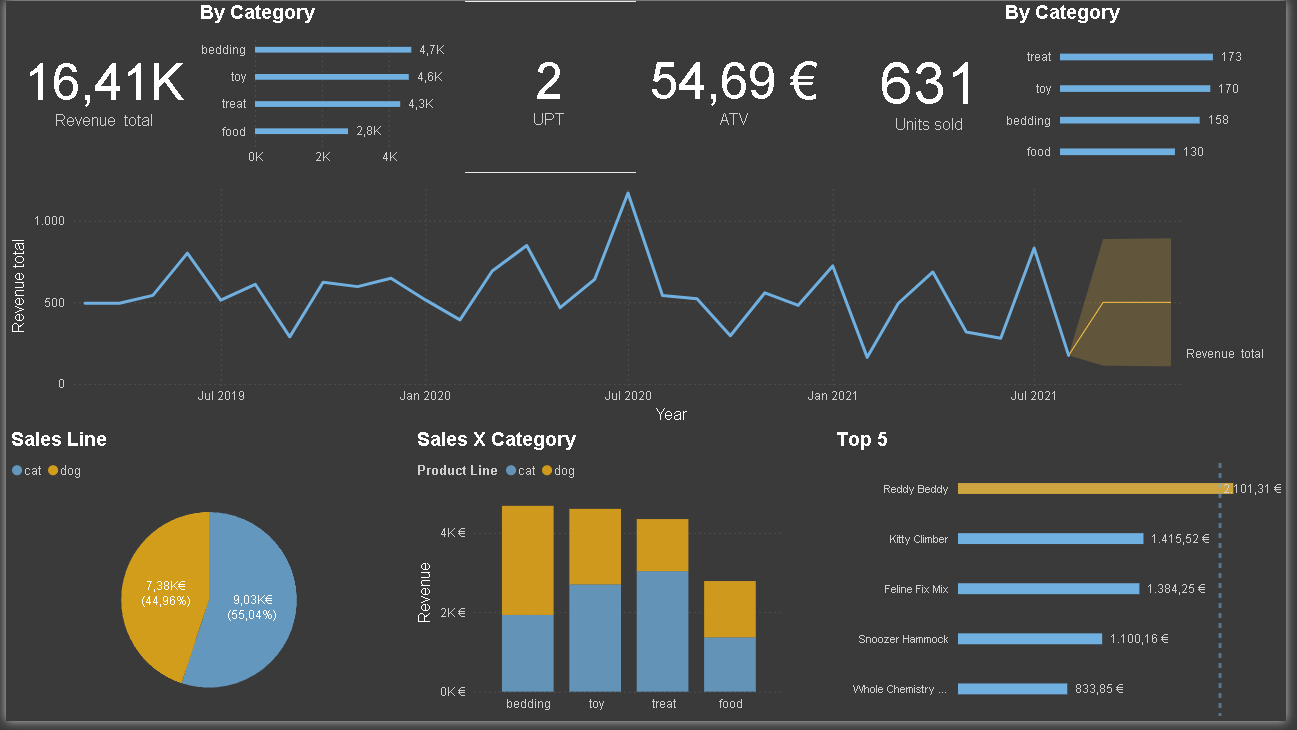 By Category
16,41K
Revenue total
bedding 4,7K
toy 4,6K
treat 4,3K
food 2,8K
0K 2K 4K
2
UPT
54,69 €
ATV
631
Units sold
By Category
treat 173
toy 170
bedding 158
food 130
Revenue total
1.000
500
0
Jul 2019 Jan 2020 Jul 2020 Jan 2021 Jul 2021
Year
Revenue total
Sales Line
cat dog
7,38K€
(44,96%)
9,03K€
(55,04%)
Sales X Category
Product Line cat dog
Revenue
4K €
2K €
0K €
bedding toy treat food
Top 5
Reddy Beddy 2.101,31 €
Kitty Climber 1.415,52 €
Feline Fix Mix 1.384,25 €
Snoozer Hammock 1.100,16 €
Whole Chemistry ... 833,85 €